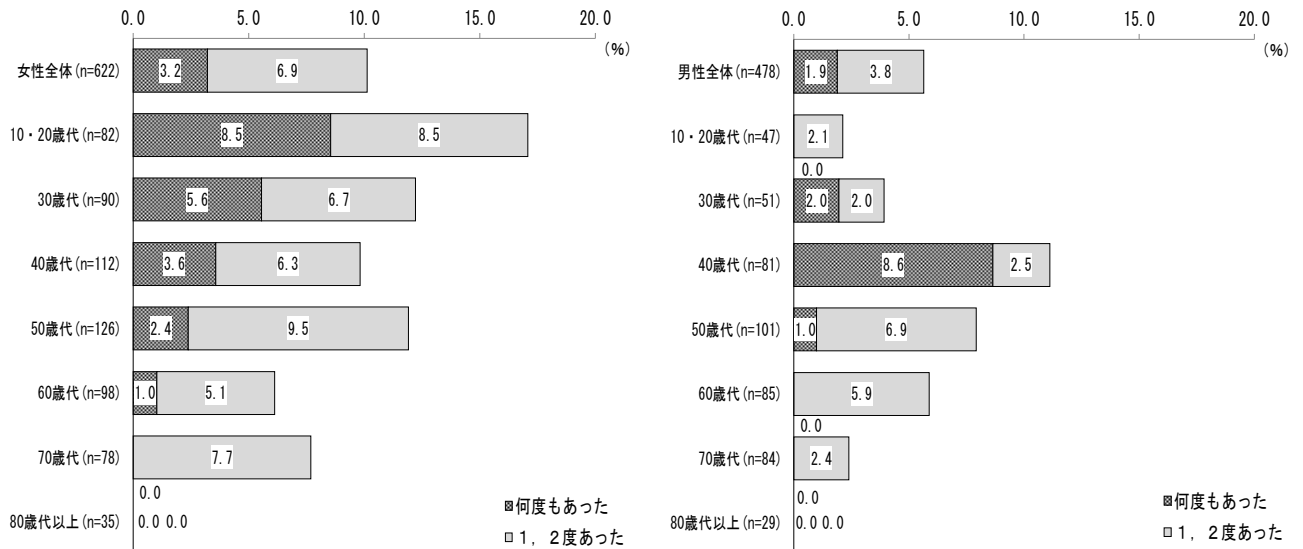 0.0 5.0 10.0 15.0 20.0
(%)
女性全体(n=622) 3.2 6.9
10・20歳代(n=82) 8.5 8.5
30歳代(n=90) 5.6 6.7
40歳代(n=112) 3.6 6.3
50歳代(n=126) 2.4 9.5
60歳代(n=98) 1.0 5.1
70歳代(n=78) 7.7
0.0
80歳代以上(n=35) 0.0 0.0
何度もあった
1，2度あった
0.0 5.0 10.0 15.0 20.0
(%)
男性全体(n=478) 1.9 3.8
10・20歳代(n=47) 2.1
0.0
30歳代(n=51) 2.0 2.0
40歳代(n=81) 8.6 2.5
50歳代(n=101) 1.0 6.9
60歳代(n=85) 5.9
0.0
70歳代(n=84) 2.4
0.0
80歳代以上(n=29) 0.0 0.0
何度もあった
1，2度あった